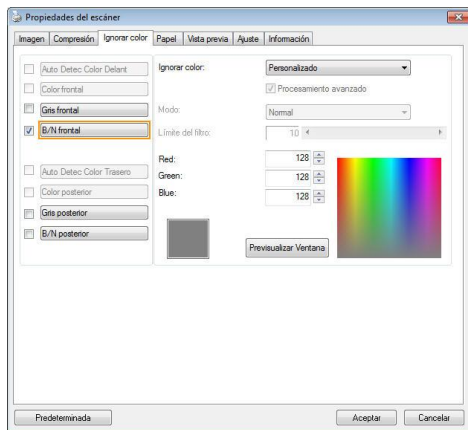 Propiedades del escáner
Imagen Compresión Ignorar color Papel Vista previa Ajuste Información
Auto Detec Color Delant
Color frontal
Gris frontal
B/N frontal
Auto Detec Color Trasero
Color posterior
Gris posterior
B/N posterior
Ignorar color: Personalizado
Procesamiento avanzado
Modo: Normal
Límite del filtro: 10
Red: 128
Green: 128
Blue: 128
Previsualizar Ventana
Predeterminada Aceptar Cancelar